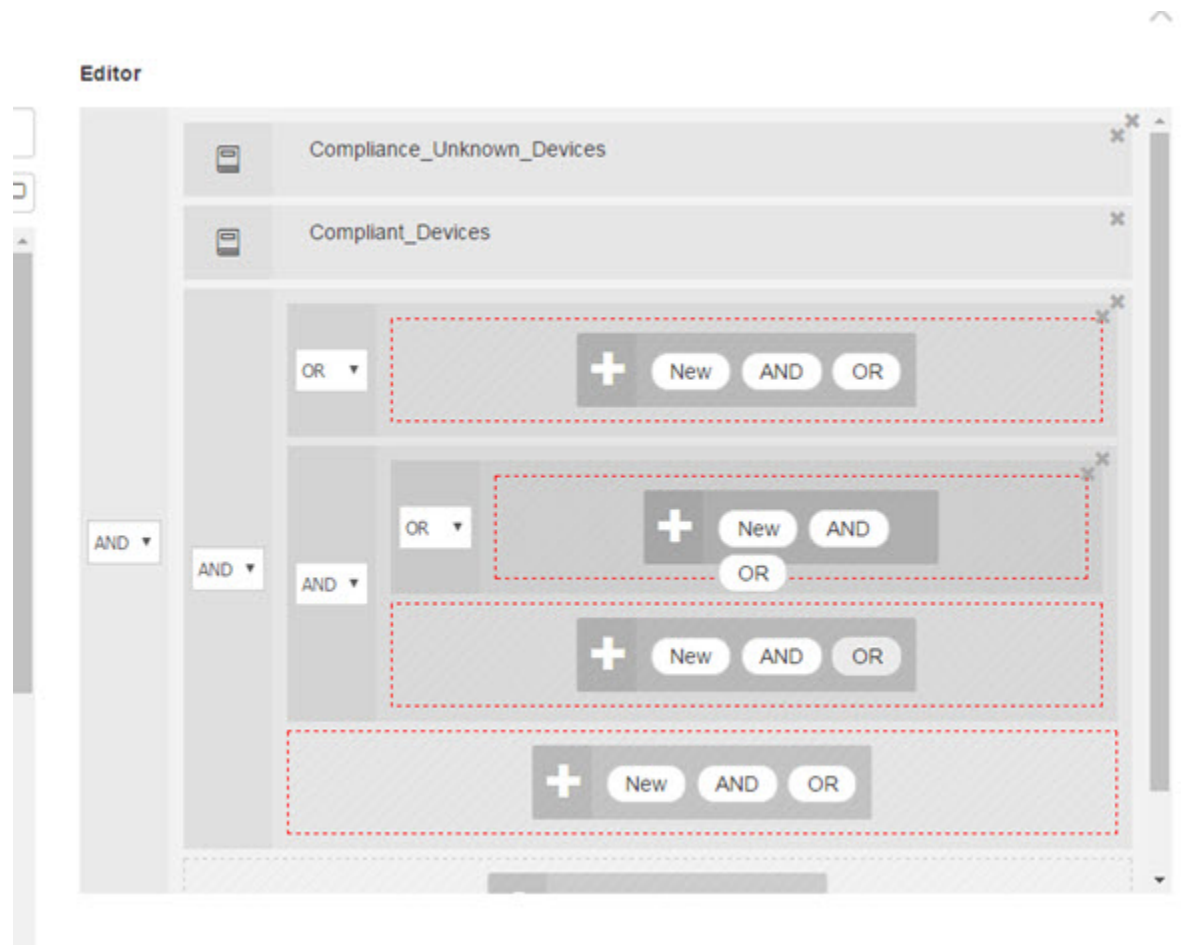 Editor
Compliance_Unknown_Devices
Compliant_Devices
OR
New AND OR
OR
New AND
OR
AND
AND
AND
New AND OR
New AND OR